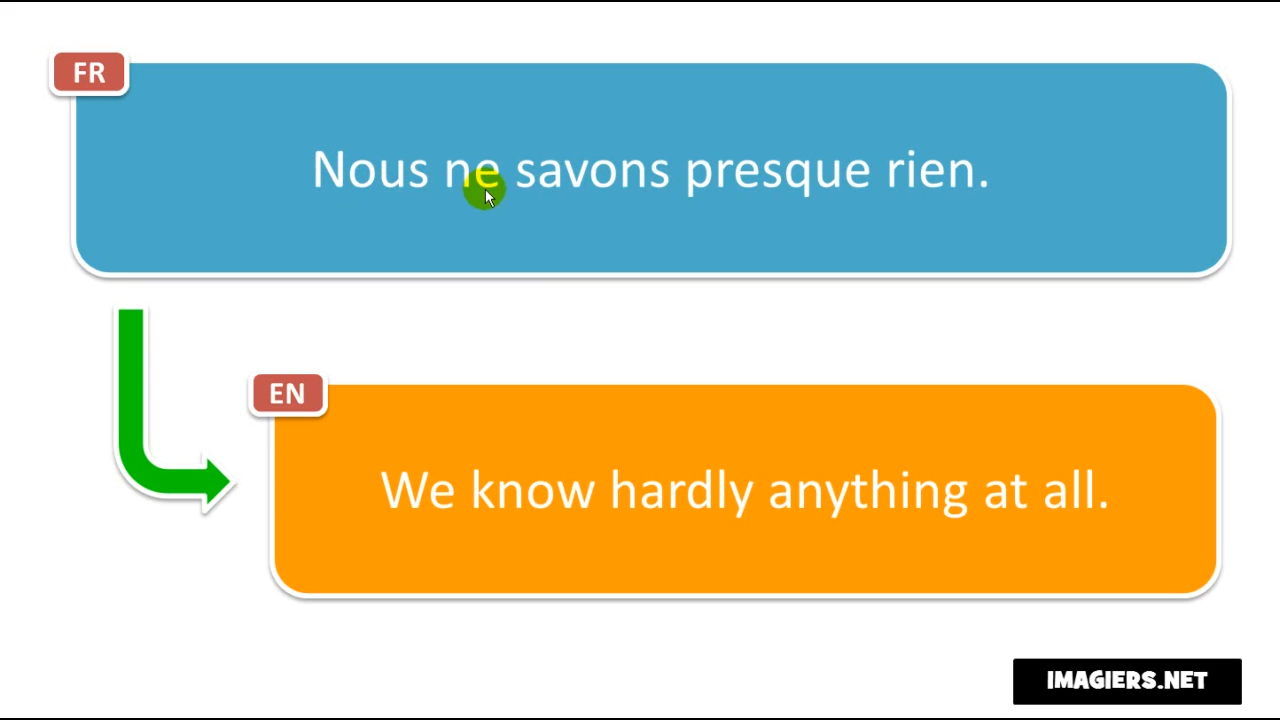 FR
Nous ne savons presque rien.
EN
We know hardly anything at all.
IMAGIERS.NET